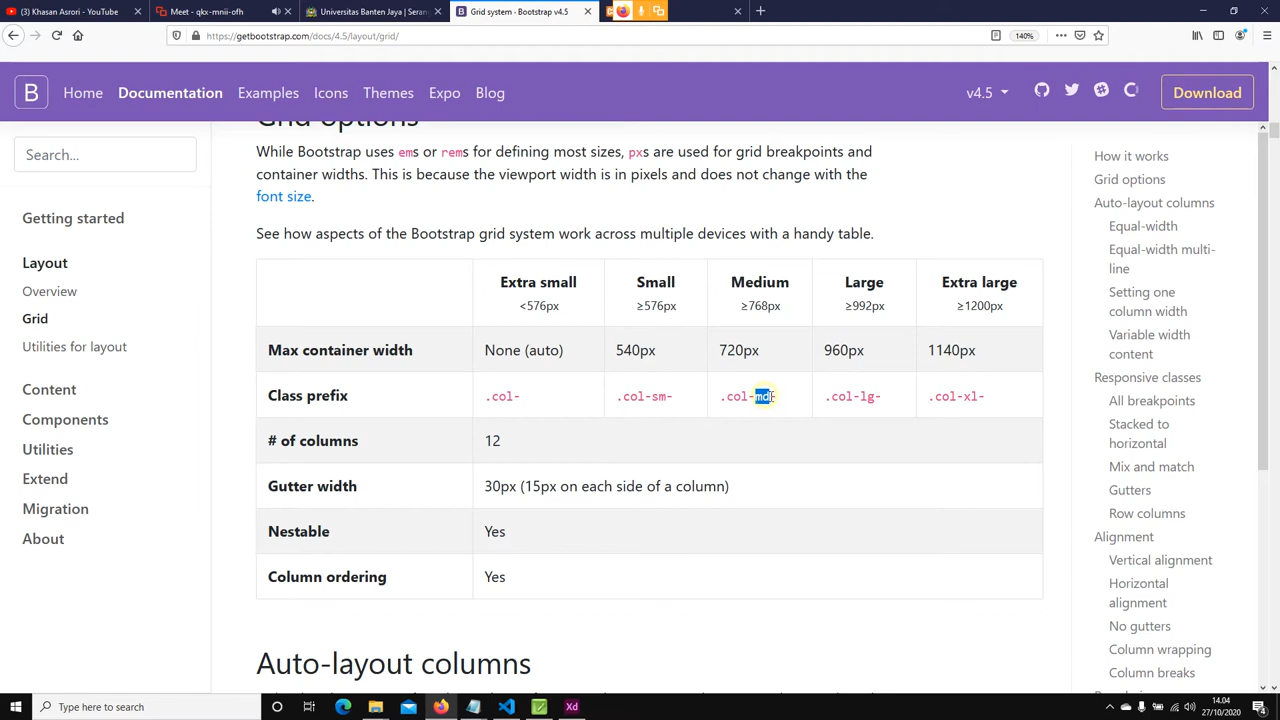 (3) Khasan Asrori - YouTube
Meet - qkx-mnii-ofh
Universitas Banten Jaya | Seran
Grid system · Bootstrap v4.5
https://getbootstrap.com/docs/4.5/layout/grid/
140%
B
Home
Documentation
Examples
Icons
Themes
Expo
Blog
v4.5
Download
Search...
Getting started
Layout
Overview
Grid
Utilities for layout
Content
Components
Utilities
Extend
Migration
About
Grid options
While Bootstrap uses ems or rems for defining most sizes, pxs are used for grid breakpoints and
container widths. This is because the viewport width is in pixels and does not change with the
font size.
See how aspects of the Bootstrap grid system work across multiple devices with a handy table.
Extra small Small Medium Large Extra large
<576px ≥576px ≥768px ≥992px ≥1200px
Max container width None (auto) 540px 720px 960px 1140px
Class prefix .col- .col-sm- .col-md- .col-lg- .col-xl-
# of columns 12
Gutter width 30px (15px on each side of a column)
Nestable Yes
Column ordering Yes
Auto-layout columns
How it works
Grid options
Auto-layout columns
Equal-width
Equal-width multi-
line
Setting one
column width
Variable width
content
Responsive classes
All breakpoints
Stacked to
horizontal
Mix and match
Gutters
Row columns
Alignment
Vertical alignment
Horizontal
alignment
No gutters
Column wrapping
Column breaks
Type here to search
Xd
14.04
27/10/2020
4